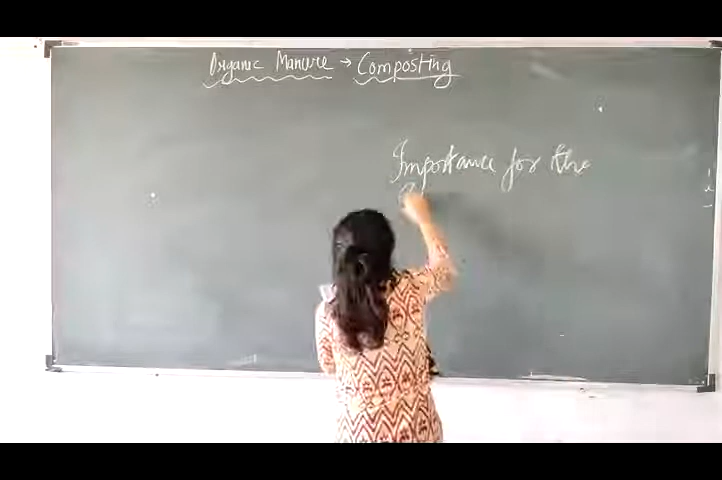 Organic Manure → Composting
Importance for the